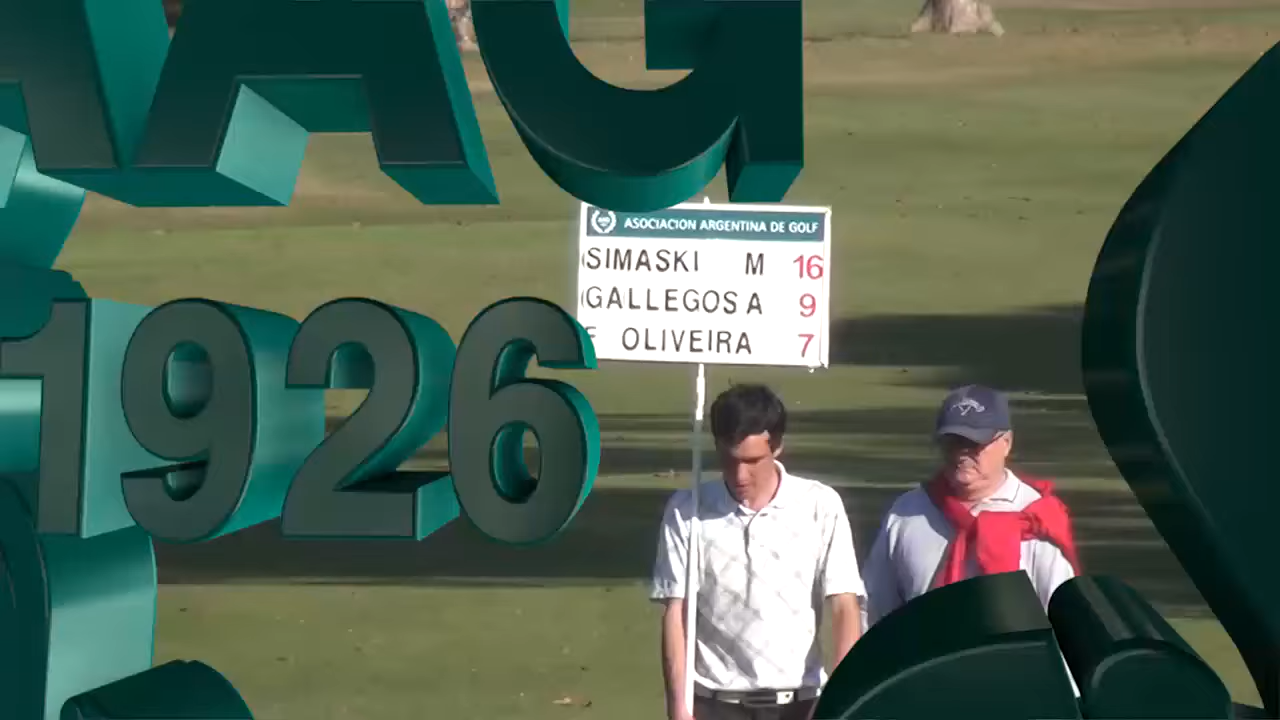 AAG
ASOCIACION ARGENTINA DE GOLF
SIMASKI M 16
GALLEGOS A 9
OLIVEIRA 7
1926